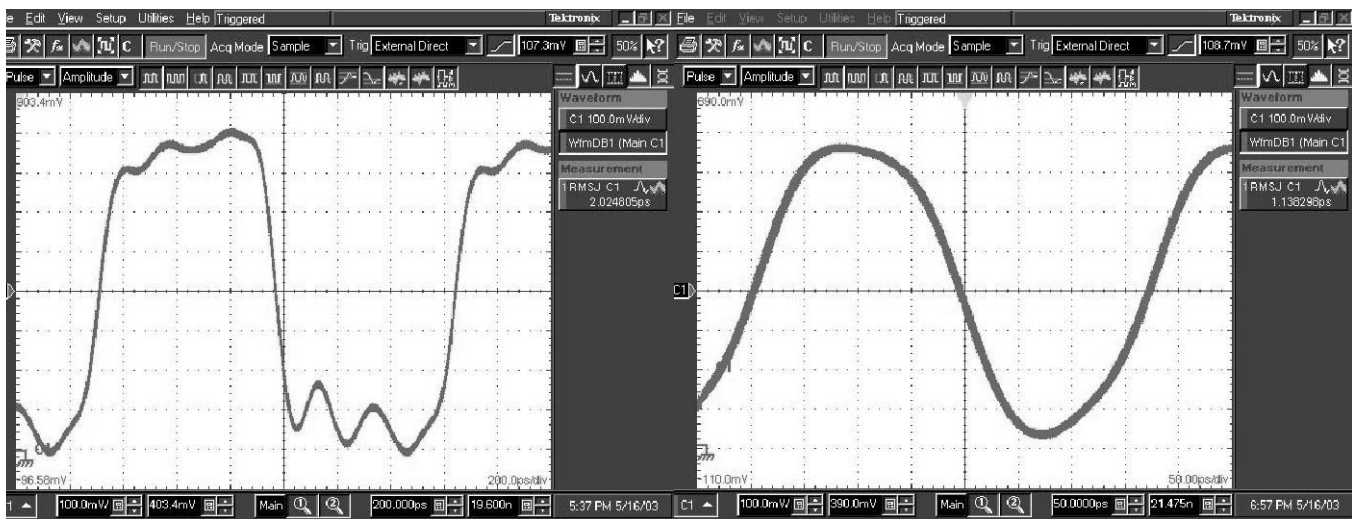 File Edit View Setup Utilities Help Triggered Tektronix
Run/Stop Acq Mode Sample Trig External Direct 107.3mV 50%
Pulse Amplitude
903.4mV
Waveform
C1 100.0mV/div
WfmDB1 (Main C1
Measurement
1 RMSJ C1
2.024805ps
-96.58mV
200.0ps/div
100.0mV 403.4mV Main 1 2 200.000ps 19.600n 5:37 PM 5/16/03
File Edit View Setup Utilities Help Triggered Tektronix
C Run/Stop Acq Mode Sample Trig External Direct 108.7mV 50%
Pulse Amplitude
690.0mV
Waveform
C1 100.0mV/div
WfmDB1 (Main C1
Measurement
1 RMSJ C1
1.138298ps
C1
-110.0mV
50.00ps/div
C1 100.0mV 390.0mV Main 1 2 50.0000ps 21.475n 6:57 PM 5/16/03